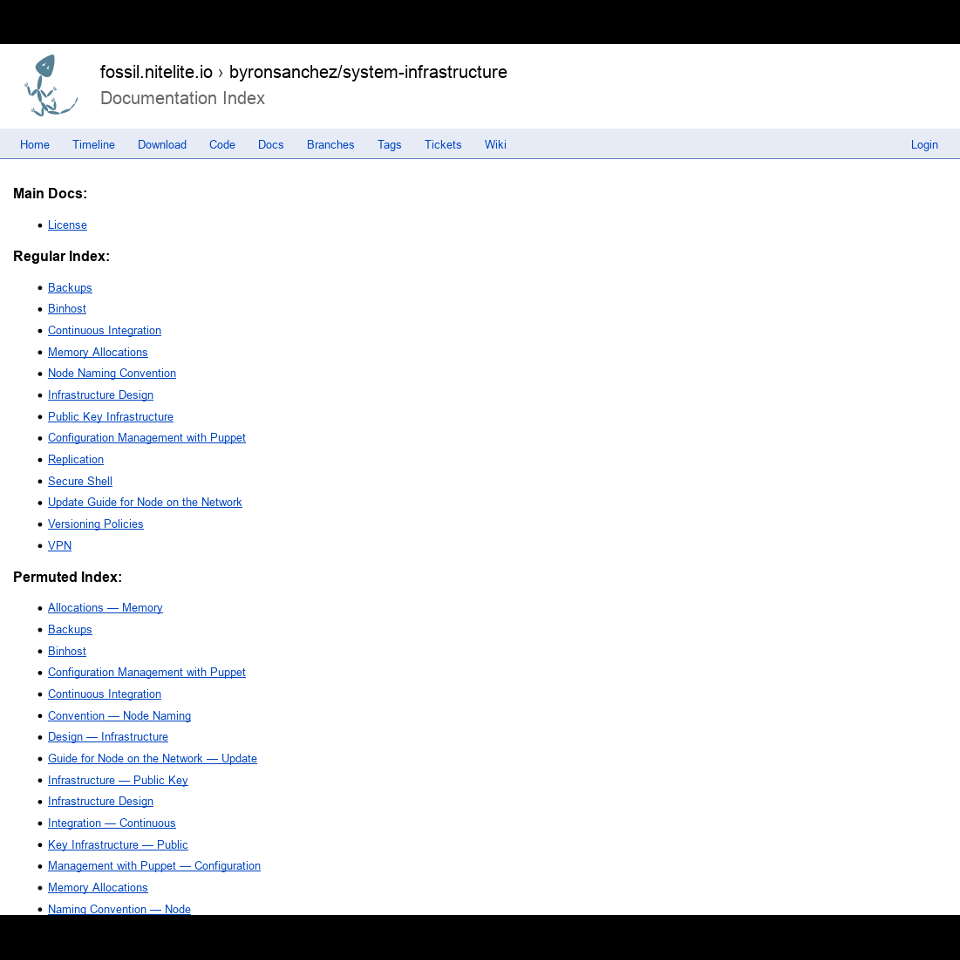 fossil.nitelite.io › byronsanchez/system-infrastructure
Documentation Index
Home Timeline Download Code Docs Branches Tags Tickets Wiki Login
Main Docs:
• License
Regular Index:
• Backups
• Binhost
• Continuous Integration
• Memory Allocations
• Node Naming Convention
• Infrastructure Design
• Public Key Infrastructure
• Configuration Management with Puppet
• Replication
• Secure Shell
• Update Guide for Node on the Network
• Versioning Policies
• VPN
Permuted Index:
• Allocations — Memory
• Backups
• Binhost
• Configuration Management with Puppet
• Continuous Integration
• Convention — Node Naming
• Design — Infrastructure
• Guide for Node on the Network — Update
• Infrastructure — Public Key
• Infrastructure Design
• Integration — Continuous
• Key Infrastructure — Public
• Management with Puppet — Configuration
• Memory Allocations
• Naming Convention — Node